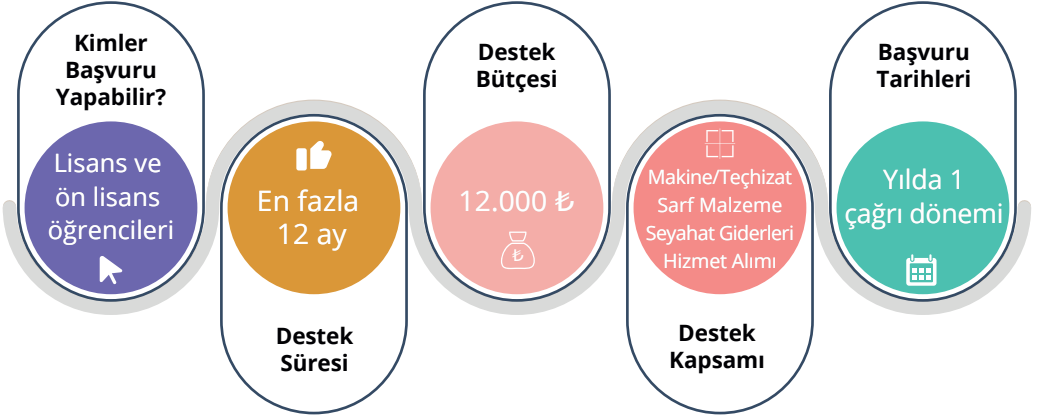 Kimler
Başvuru
Yapabilir?
Lisans ve
ön lisans
öğrencileri
En fazla
12 ay
Destek
Süresi
Destek
Bütçesi
12.000 ₺
₺
Makine/Teçhizat
Sarf Malzeme
Seyahat Giderleri
Hizmet Alımı
Destek
Kapsamı
Başvuru
Tarihleri
Yılda 1
çağrı dönemi